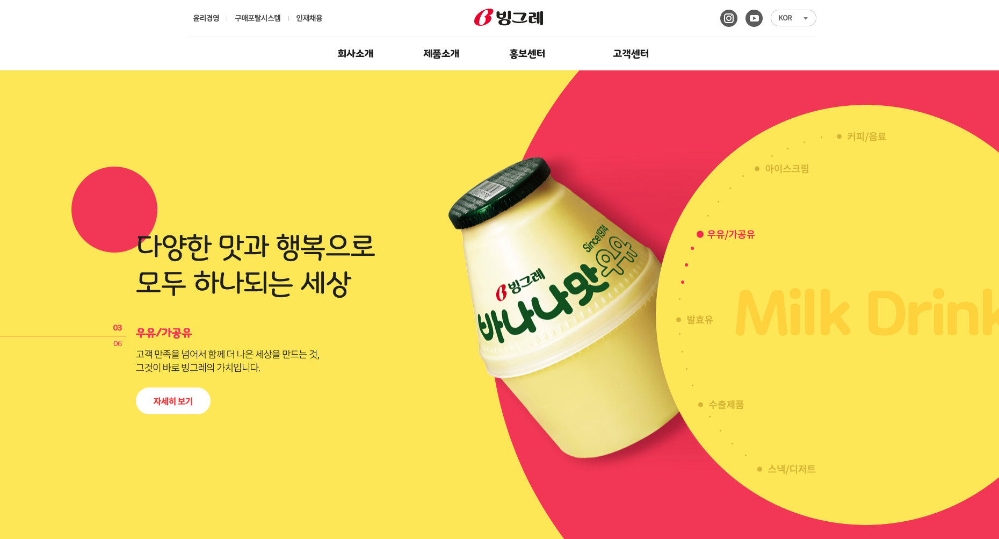 윤리경영
구매포탈시스템
인재채용
빙그레
KOR
회사소개
제품소개
홍보센터
고객센터
다양한 맛과 행복으로
모두 하나되는 세상
03
06
우유/가공유
고객 만족을 넘어서 함께 더 나은 세상을 만드는 것,
그것이 바로 빙그레의 가치입니다.
자세히 보기
Since1974
빙그레
바나나맛우유
커피/음료
아이스크림
우유/가공유
발효유
수출제품
스낵/디저트
Milk Drink